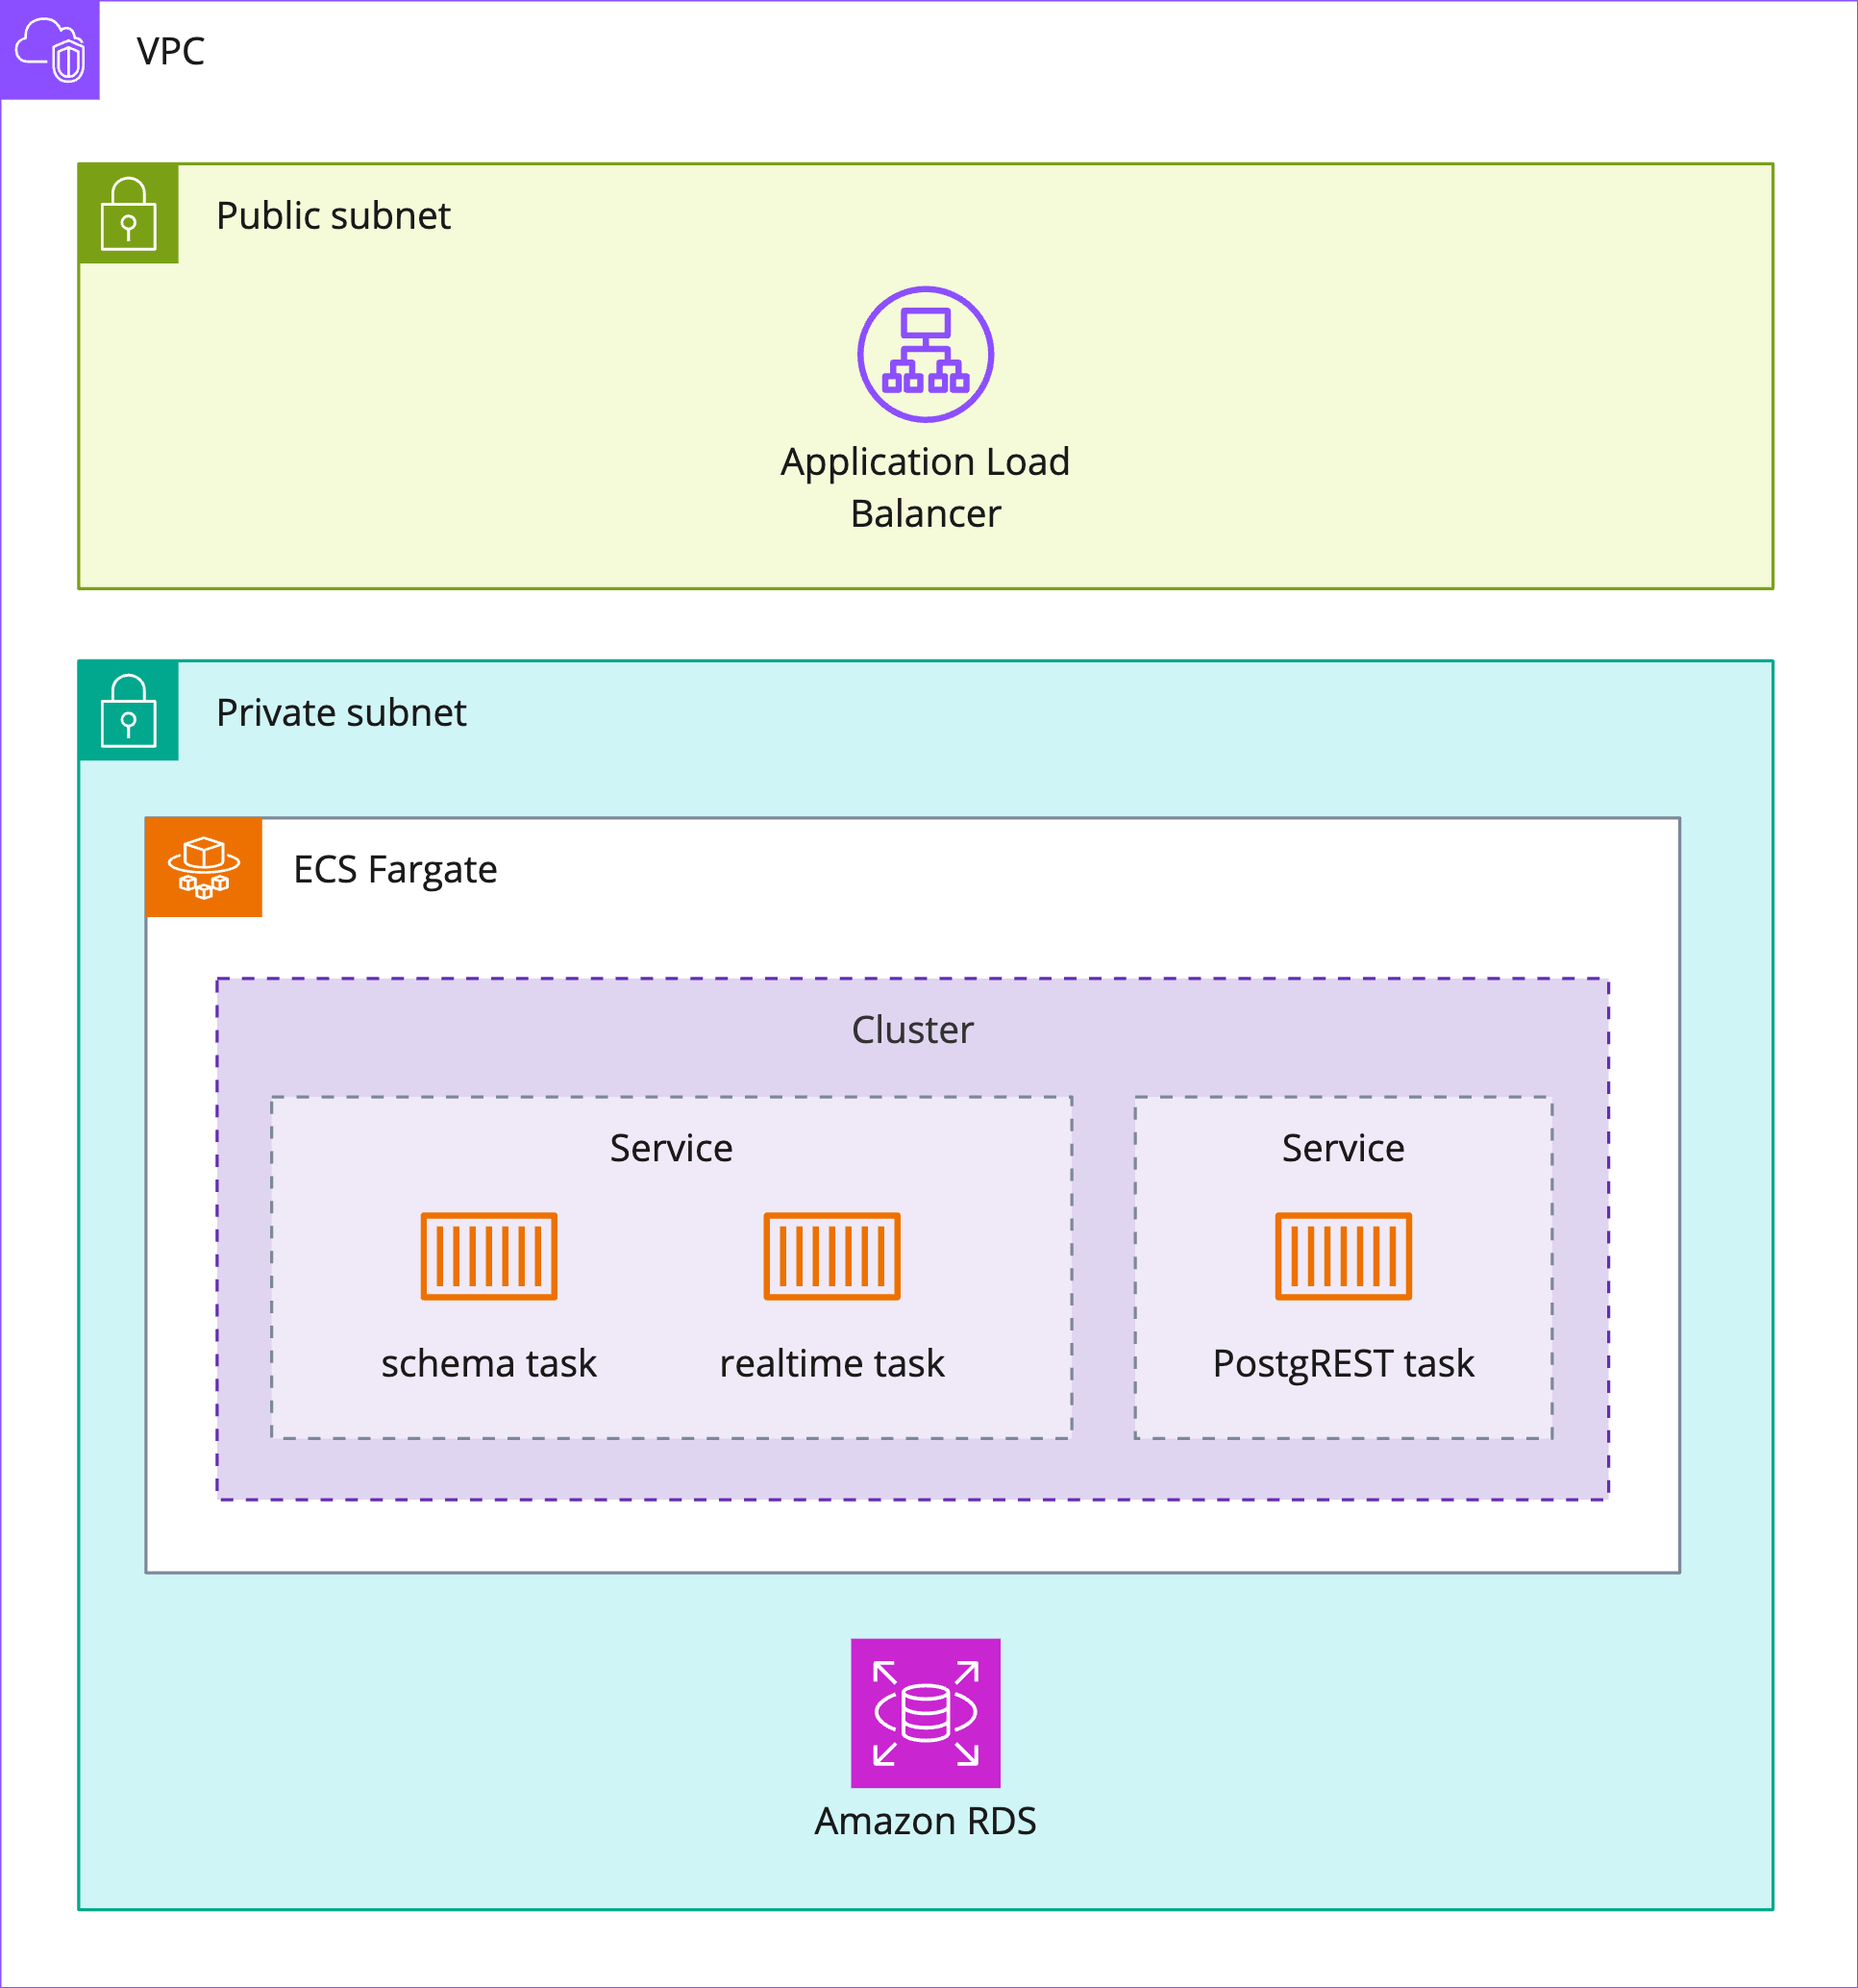 VPC
Public subnet
Application Load
Balancer
Private subnet
ECS Fargate
Cluster
Service
schema task
realtime task
Service
PostgREST task
Amazon RDS